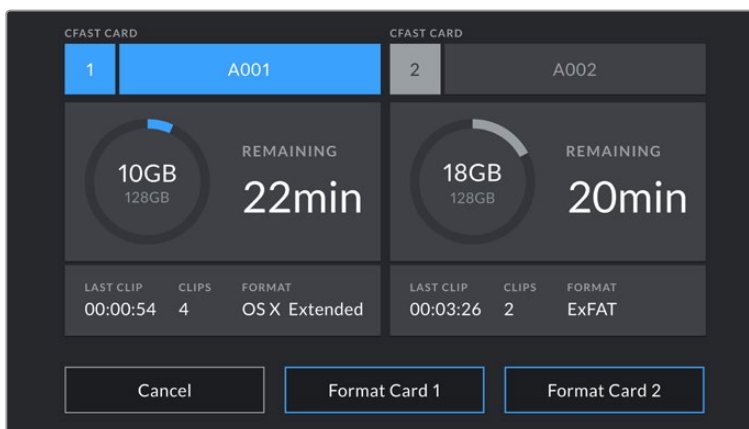 CFAST CARD
1 A001
10GB
128GB
REMAINING
22min
LAST CLIP CLIPS FORMAT
00:00:54 4 OS X Extended
CFAST CARD
2 A002
18GB
128GB
REMAINING
20min
LAST CLIP CLIPS FORMAT
00:03:26 2 ExFAT
Cancel Format Card 1 Format Card 2